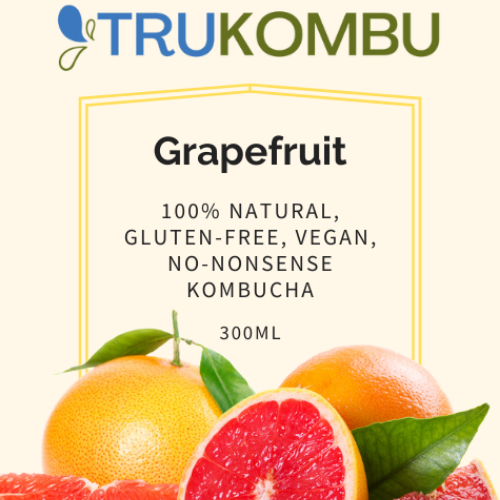 TRUKOMBU
Grapefruit
100% NATURAL,
GLUTEN-FREE, VEGAN,
NO-NONSENSE
KOMBUCHA
300ML